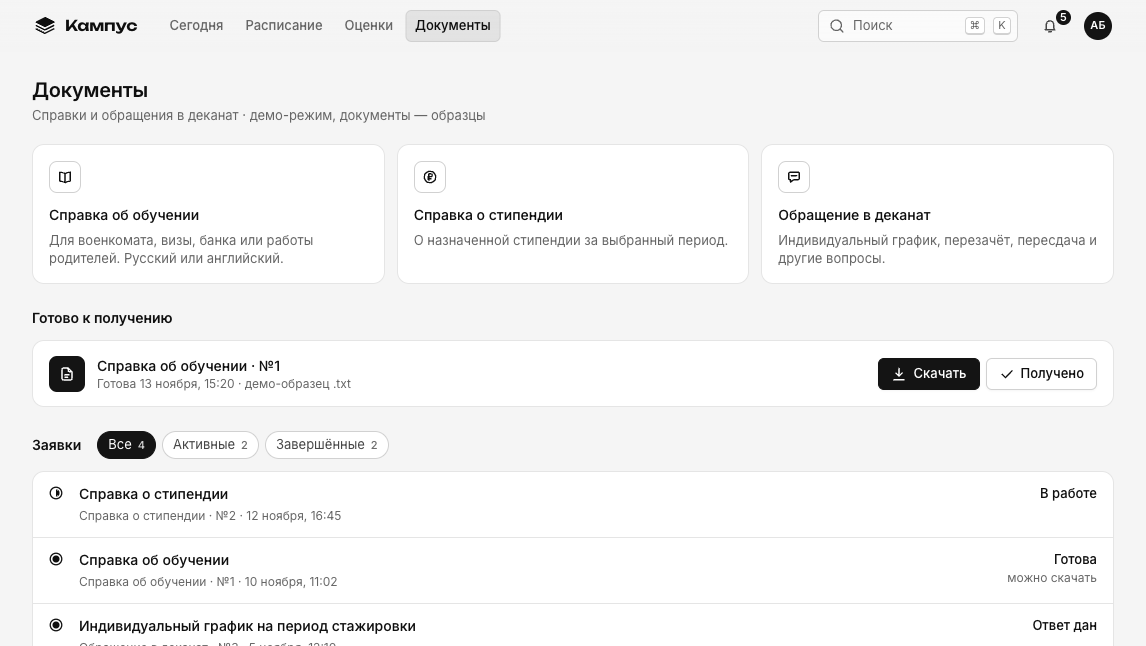 Кампус
Сегодня Расписание Оценки Документы
Поиск ⌘ K
5
АБ
Документы
Справки и обращения в деканат · демо-режим, документы — образцы
Справка об обучении
Для военкомата, визы, банка или работы
родителей. Русский или английский.
Справка о стипендии
О назначенной стипендии за выбранный период.
Обращение в деканат
Индивидуальный график, перезачёт, пересдача и
другие вопросы.
Готово к получению
Справка об обучении · №1
Готова 13 ноября, 15:20 · демо-образец .txt
Скачать
Получено
Заявки Все 4 Активные 2 Завершённые 2
Справка о стипендии
В работе
Справка о стипендии · №2 · 12 ноября, 16:45
Справка об обучении
Готова
Справка об обучении · №1 · 10 ноября, 11:02
можно скачать
Индивидуальный график на период стажировки
Ответ дан